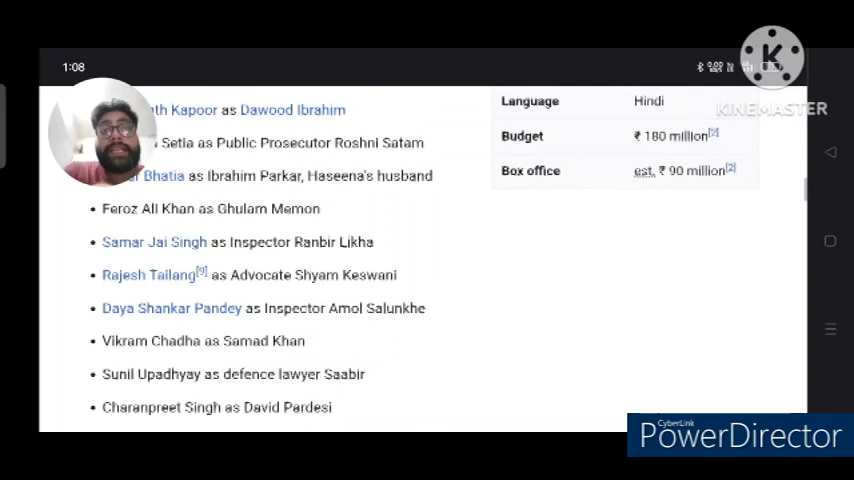 1:08
KINEMASTER
th Kapoor as Dawood Ibrahim
Setia as Public Prosecutor Roshni Satam
Bhatia as Ibrahim Parkar, Haseena's husband
• Feroz Ali Khan as Ghulam Memon
• Samar Jai Singh as Inspector Ranbir Likha
• Rajesh Tailang[9] as Advocate Shyam Keswani
• Daya Shankar Pandey as Inspector Amol Salunkhe
• Vikram Chadha as Samad Khan
• Sunil Upadhyay as defence lawyer Saabir
• Charanpreet Singh as David Pardesi
Language Hindi
Budget ₹ 180 million[2]
Box office est. ₹ 90 million[2]
CyberLink
PowerDirector